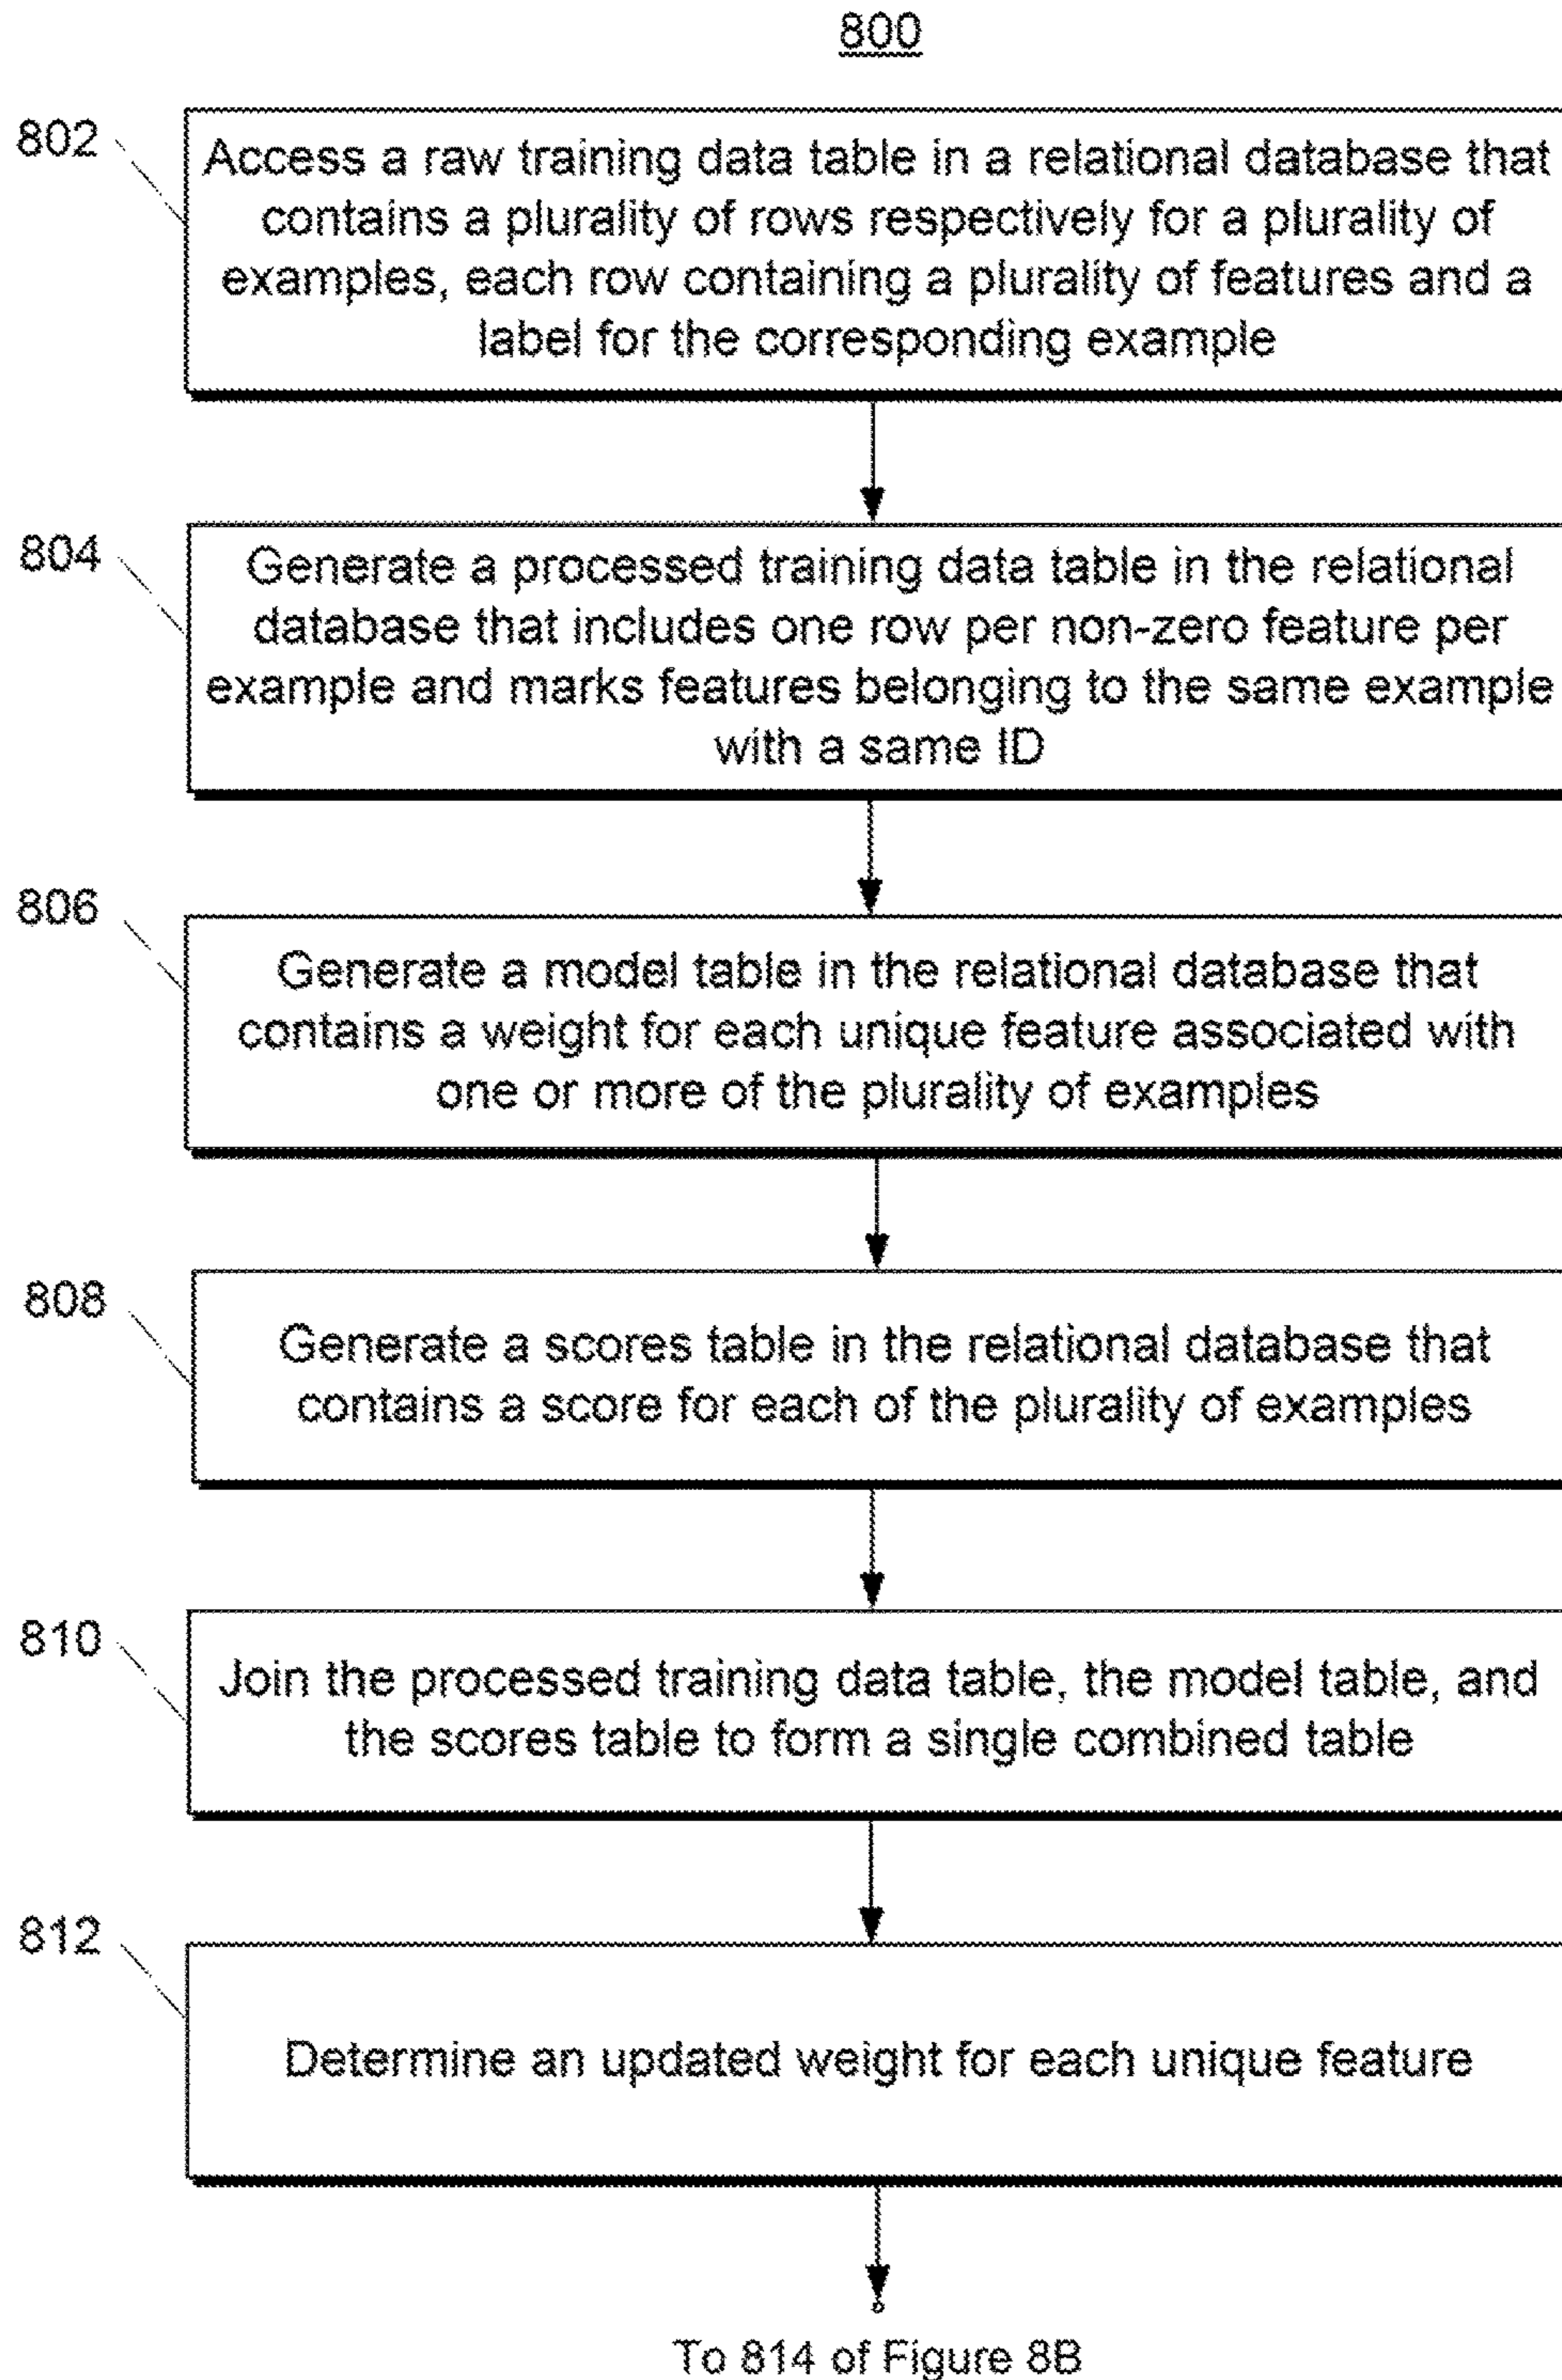 800
802
Access a raw training data table in a relational database that
contains a plurality of rows respectively for a plurality of
examples, each row containing a plurality of features and a
label for the corresponding example
804
Generate a processed training data table in the relational
database that includes one row per non-zero feature per
example and marks features belonging to the same example
with a same ID
806
Generate a model table in the relational database that
contains a weight for each unique feature associated with
one or more of the plurality of examples
808
Generate a scores table in the relational database that
contains a score for each of the plurality of examples
810
Join the processed training data table, the model table, and
the scores table to form a single combined table
812
Determine an updated weight for each unique feature
To 814 of Figure 8B